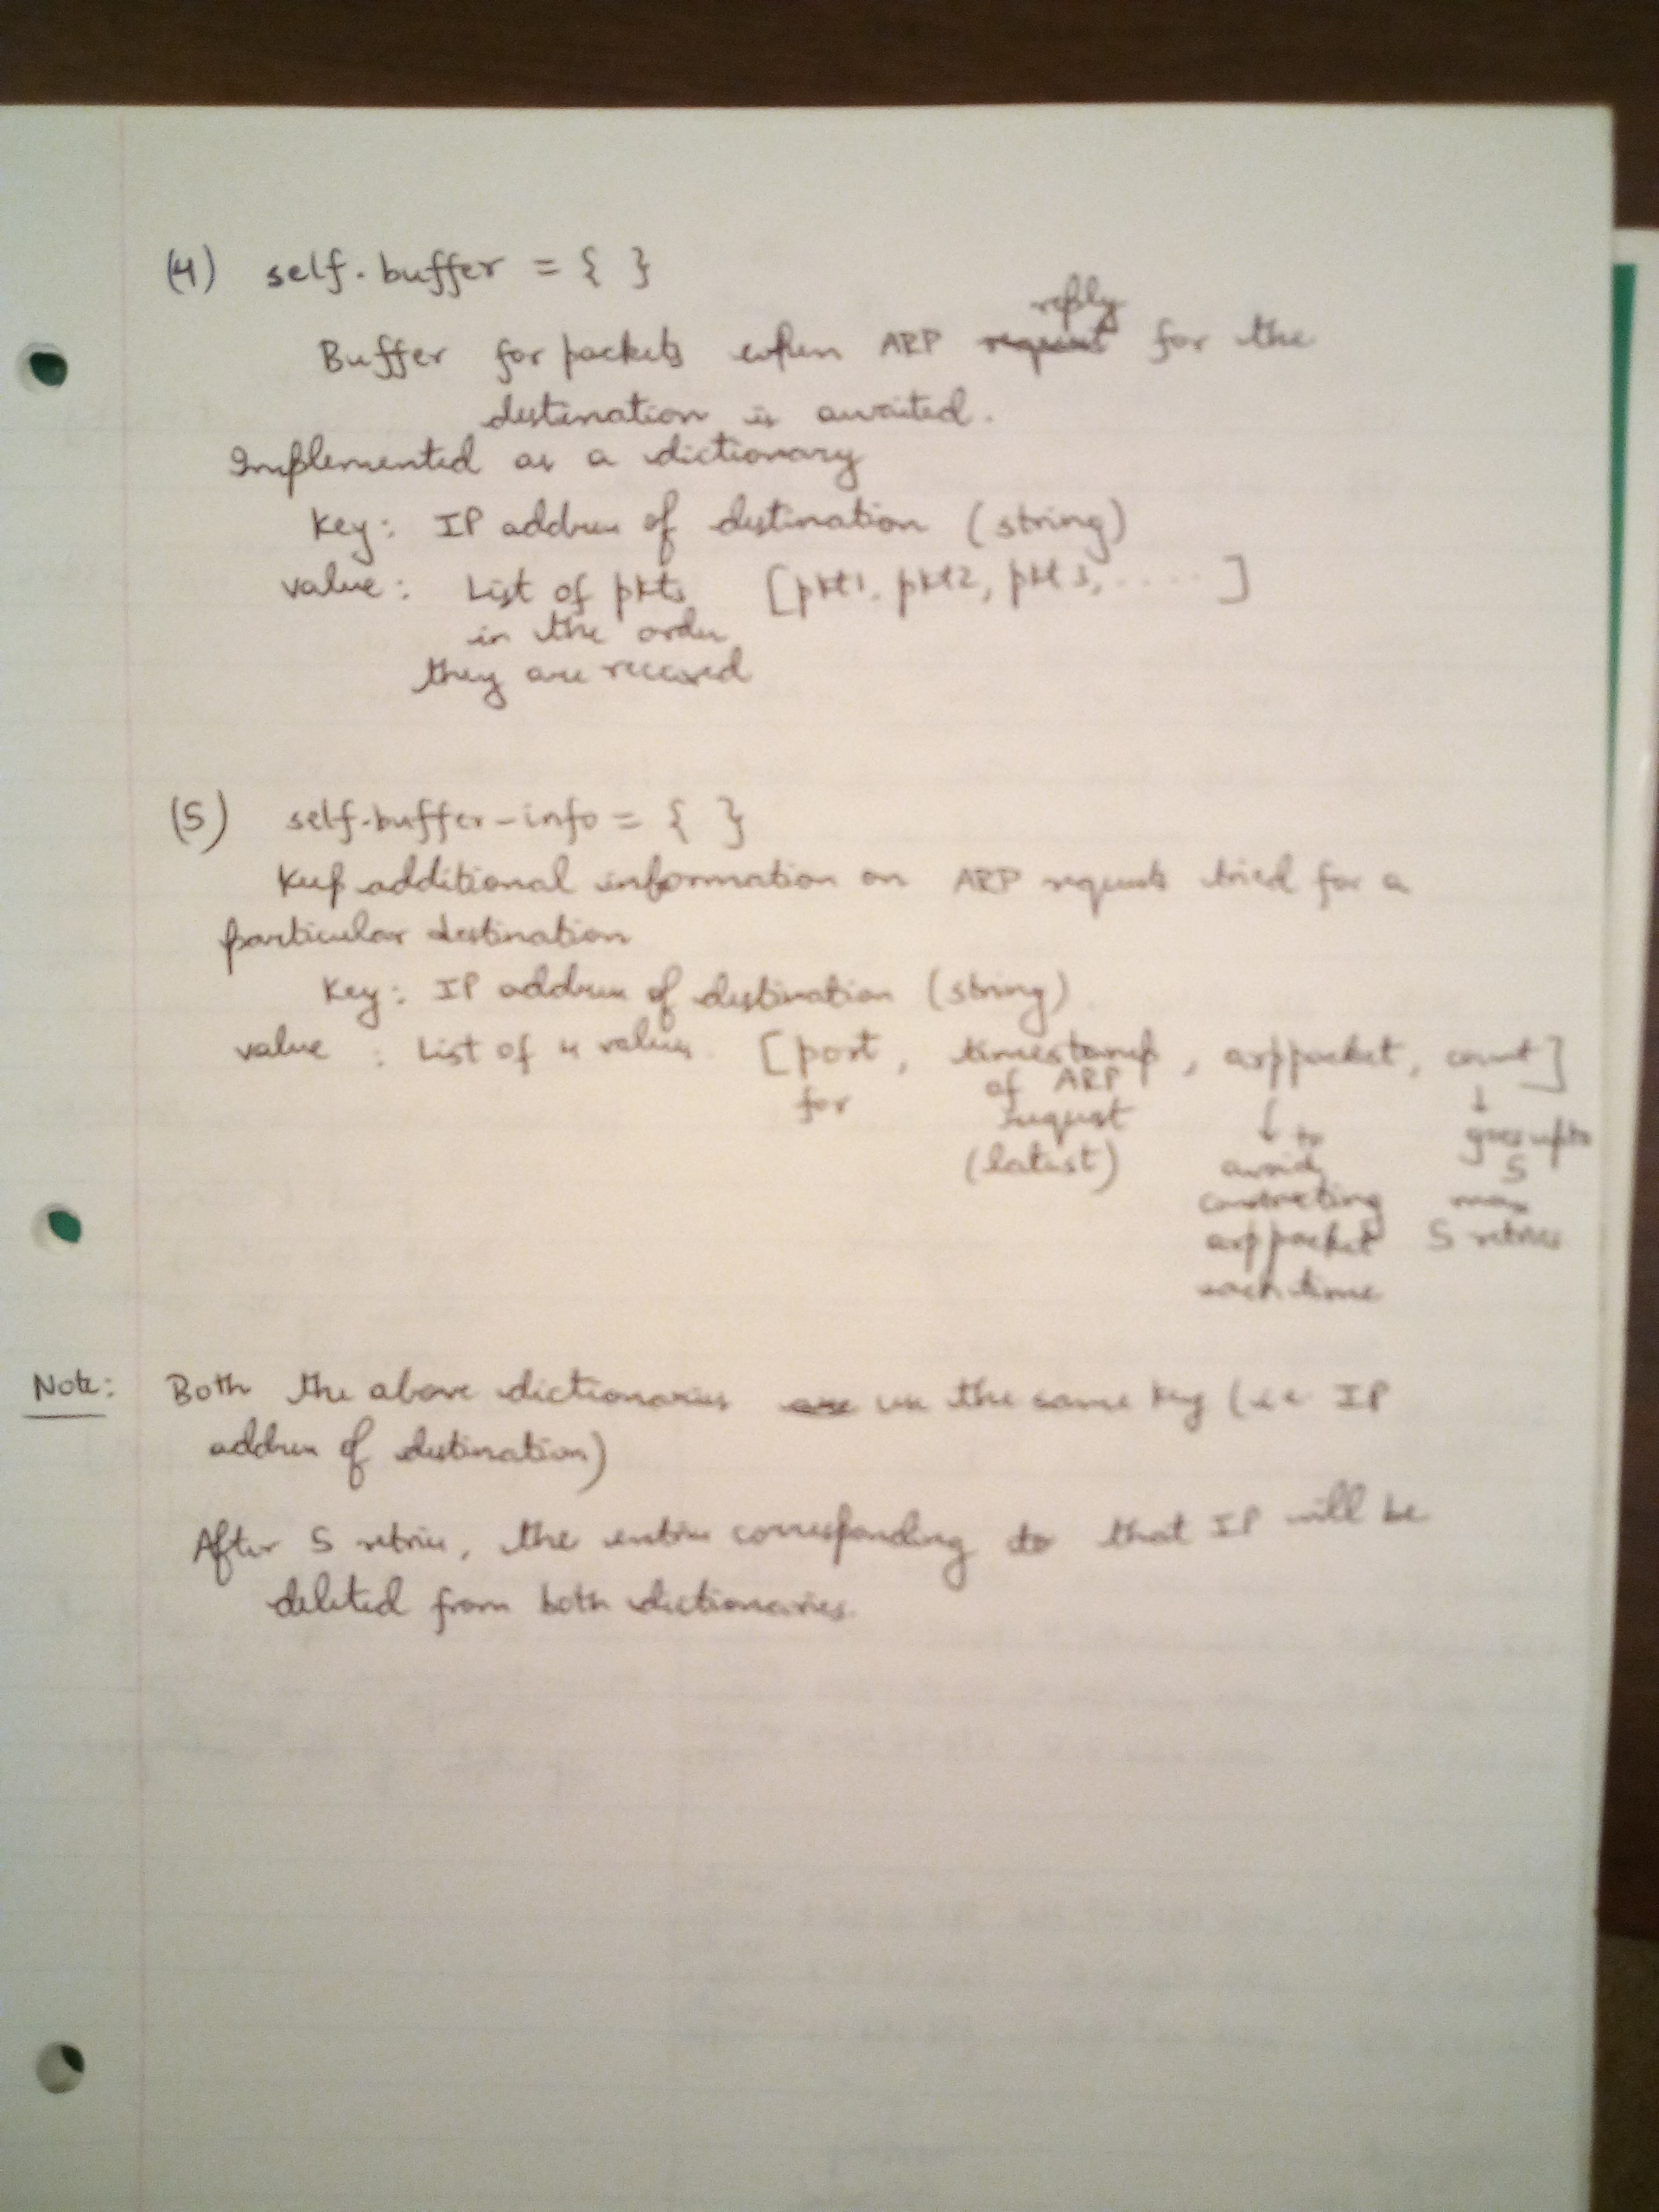 (4) self.buffer = { }
reply
Buffer for packets when ARP request for the
destination is awaited.
Implemented as a dictionary
Key: IP address of destination (string)
value: List of pkts [pkt1, pkt2, pkt3, ..... ]
in the order
they are received
(5) self.buffer-info = { }
Keep additional information on ARP requests tried for a
particular destination
Key: IP address of destination (string)
value : List of 4 values. [port, timestamp, arppacket, count]
for of ARP request (latest)
↓ to avoid constructing arppacket each time
↓ goes upto 5 max 5 retries
Note: Both the above dictionaries are use the same key (i.e IP
address of destination)
After 5 retries, the entries corresponding to that IP will be
deleted from both dictionaries.